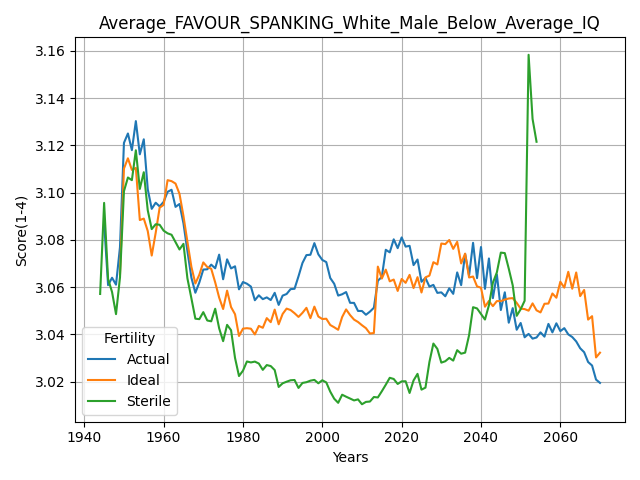 Average_FAVOUR_SPANKING_White_Male_Below_Average_IQ
3.16
3.14
3.12
3.10
3.08
3.06
3.04
3.02
Score(1-4)
Fertility
Actual
Ideal
Sterile
1940 1960 1980 2000 2020 2040 2060
Years